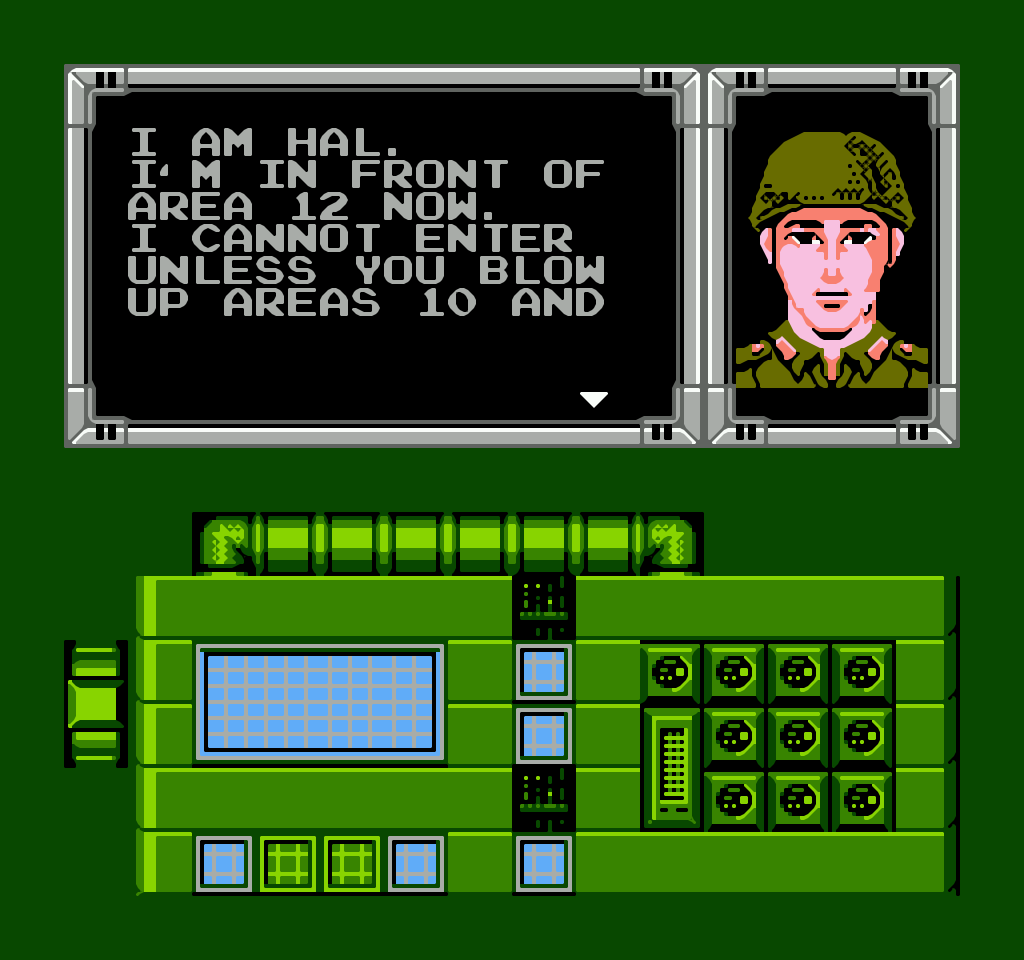 I AM HAL.
I'M IN FRONT OF
AREA 12 NOW.
I CANNOT ENTER
UNLESS YOU BLOW
UP AREAS 10 AND